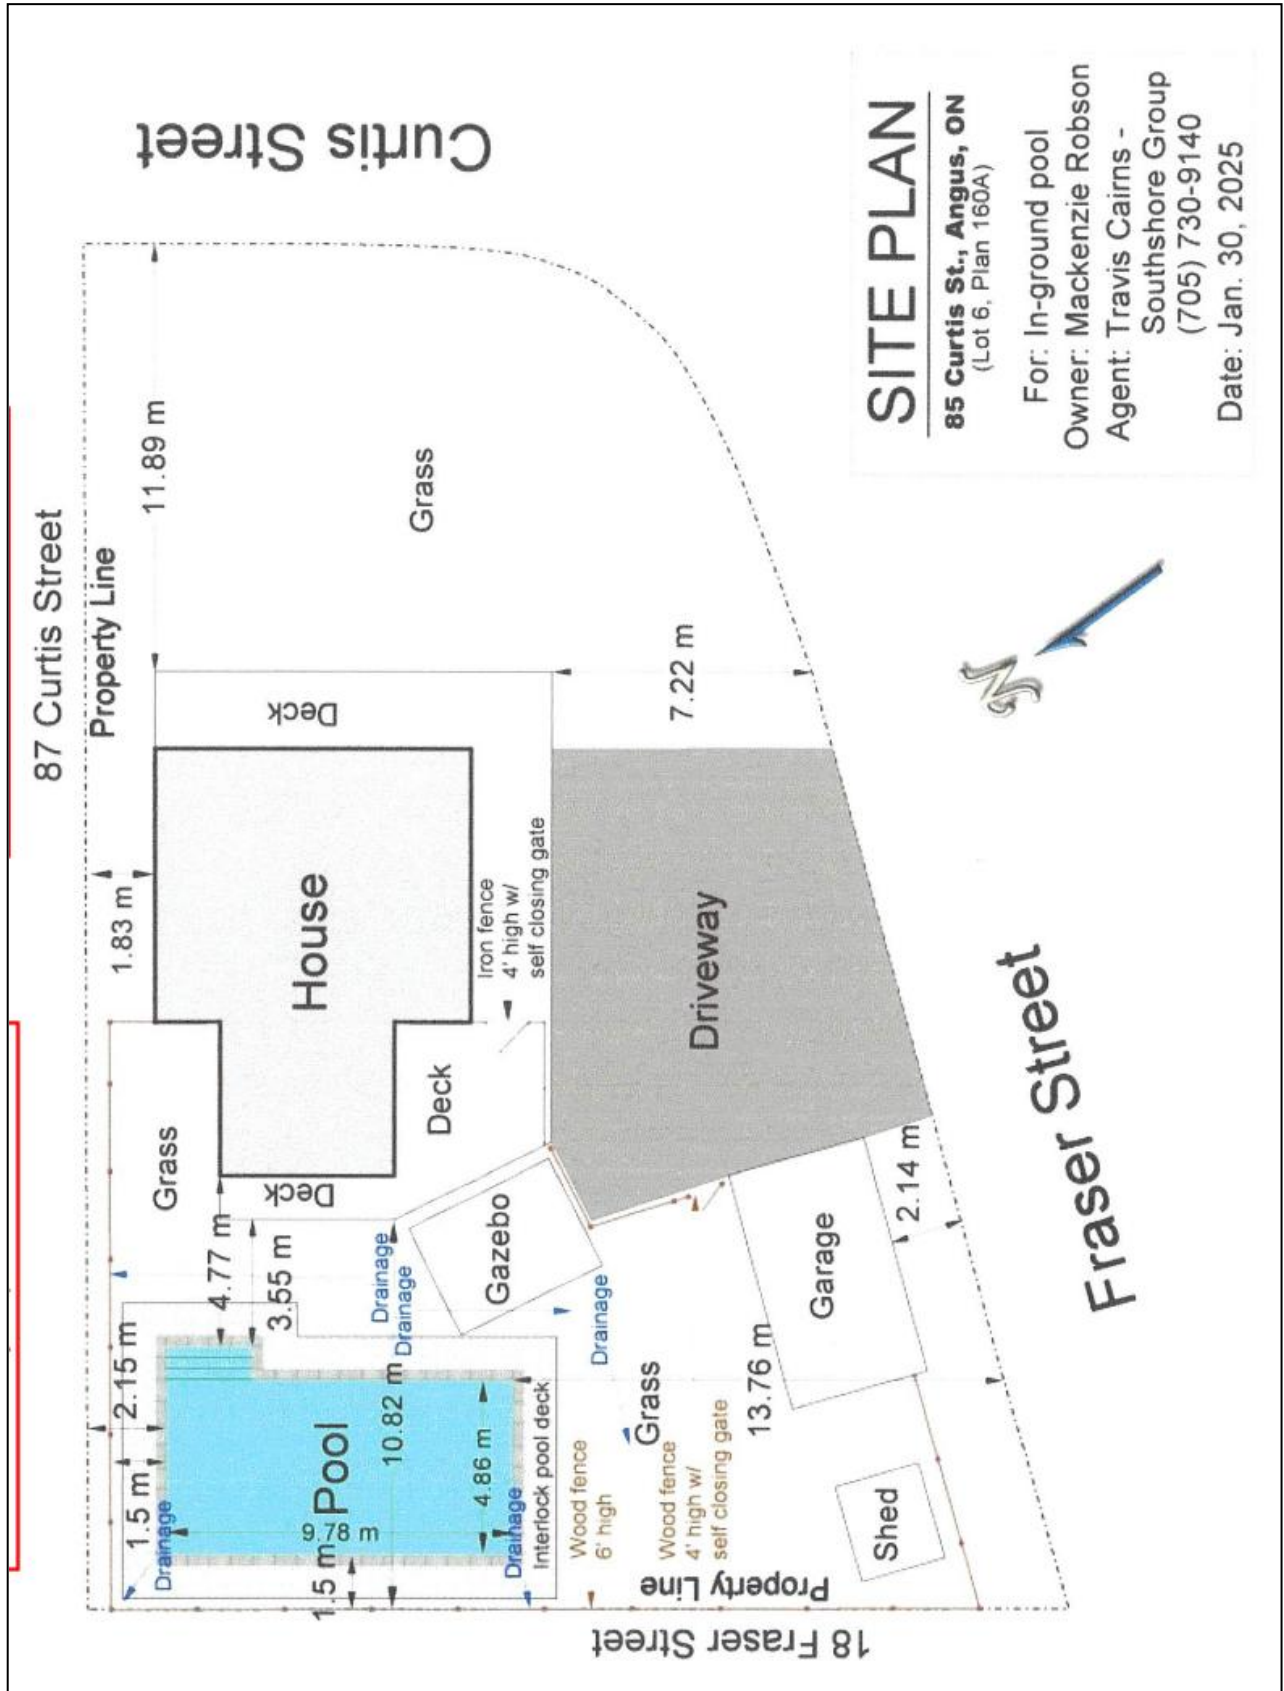 SITE PLAN
85 Curtis St., Angus, ON
(Lot 6, Plan 160A)
For: In-ground pool
Owner: Mackenzie Robson
Agent: Travis Cairns -
Southshore Group
(705) 730-9140
Date: Jan. 30, 2025
Curtis Street
87 Curtis Street
Property Line
11.89 m
Grass
Deck
7.22 m
1.83 m
House
Iron fence
4' high w/
self closing gate
Driveway
Deck
Grass
Deck
4.77 m
3.55 m
Drainage
Drainage
Gazebo
Drainage
Garage
2.14 m
Fraser Street
2.15 m
1.5 m
Pool
10.82 m
4.86 m
9.78 m
1.5 m
Drainage
Drainage
Interlock pool deck
Grass
13.76 m
Wood fence
6' high
Wood fence
4' high w/
self closing gate
Shed
Property Line
18 Fraser Street
N